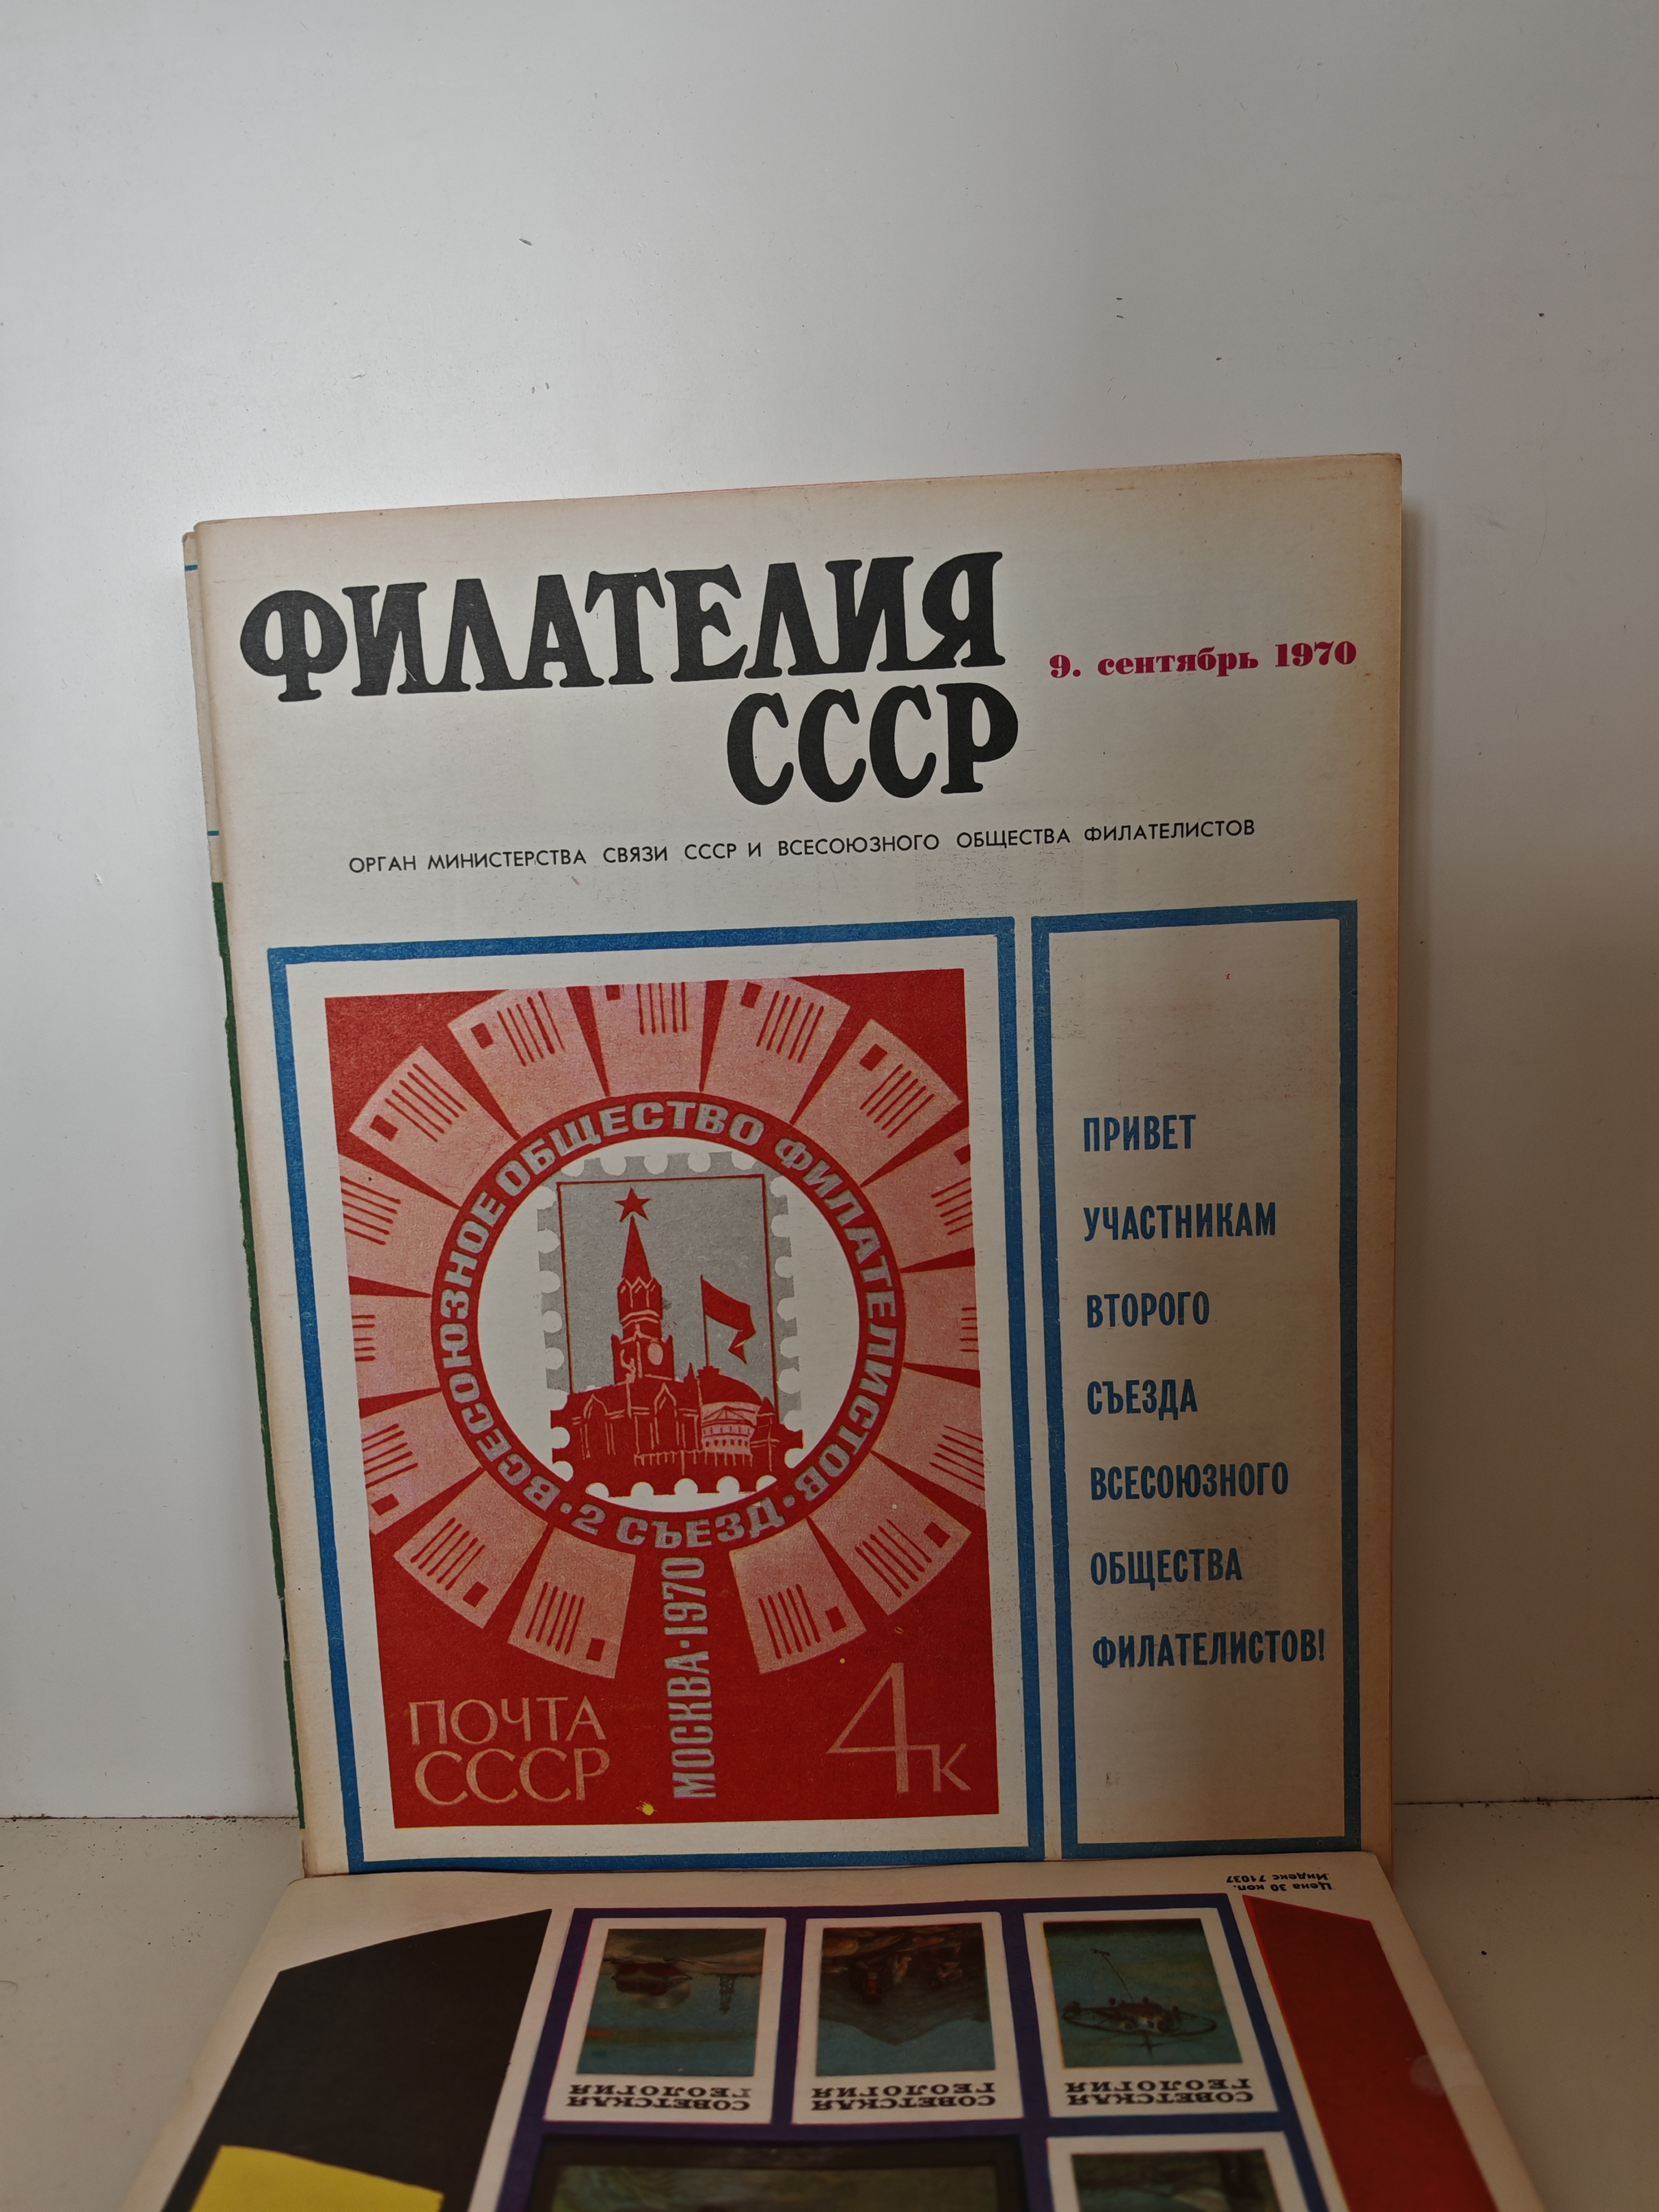 ФИЛАТЕЛИЯ
СССР
9. сентябрь 1970
ОРГАН МИНИСТЕРСТВА СВЯЗИ СССР И ВСЕСОЮЗНОГО ОБЩЕСТВА ФИЛАТЕЛИСТОВ
ВСЕСОЮЗНОЕ ОБЩЕСТВО ФИЛАТЕЛИСТОВ
• 2 СЪЕЗД •
МОСКВА • 1970
ПОЧТА
СССР
4к
ПРИВЕТ
УЧАСТНИКАМ
ВТОРОГО
СЪЕЗДА
ВСЕСОЮЗНОГО
ОБЩЕСТВА
ФИЛАТЕЛИСТОВ!
Цена 30 коп.
Индекс 71037
СОВЕТСКАЯ
ГЕОЛОГИЯ
СОВЕТСКАЯ
ГЕОЛОГИЯ
СОВЕТСКАЯ
ГЕОЛОГИЯ